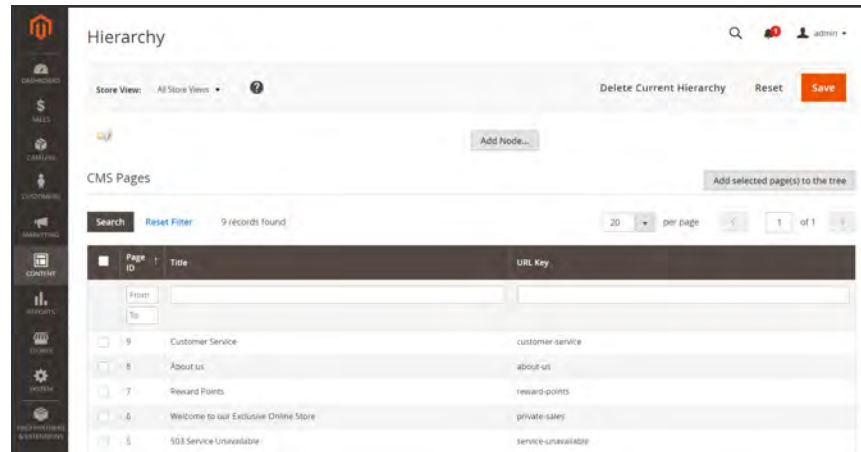 Hierarchy
admin
DASHBOARD
Store View: All Store Views ? Delete Current Hierarchy Reset Save
SALES
Add Node...
CATALOG
CMS Pages
Add selected page(s) to the tree
CUSTOMERS
Search Reset Filter 9 records found 20 per page 1 of 1
MARKETING
Page ID ↑ Title URL Key
CONTENT
From
To
REPORTS
9 Customer Service customer-service
STORES
8 About us about-us
SYSTEM
7 Reward Points reward-points
6 Welcome to our Exclusive Online Store private-sales
FIND PARTNERS & EXTENSIONS
5 503 Service Unavailable service-unavailable